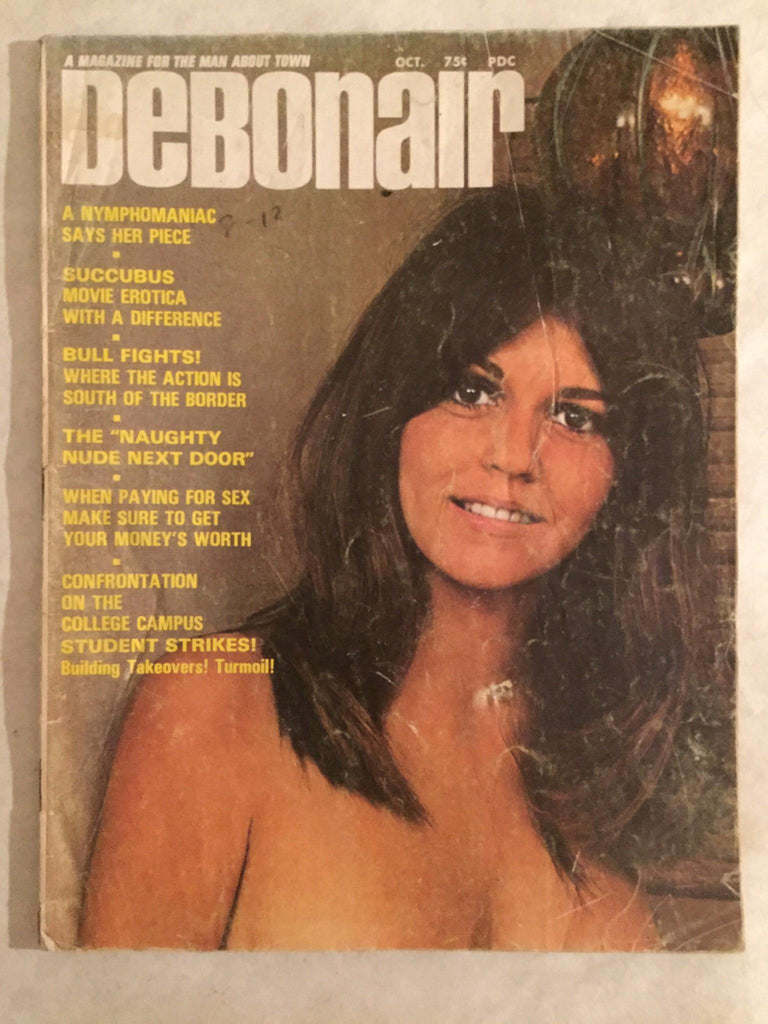 A MAGAZINE FOR THE MAN ABOUT TOWN OCT. 75¢ PDC
DeBonair
A NYMPHOMANIAC
SAYS HER PIECE
SUCCUBUS
MOVIE EROTICA
WITH A DIFFERENCE
BULL FIGHTS!
WHERE THE ACTION IS
SOUTH OF THE BORDER
THE “NAUGHTY
NUDE NEXT DOOR”
WHEN PAYING FOR SEX
MAKE SURE TO GET
YOUR MONEY’S WORTH
CONFRONTATION
ON THE
COLLEGE CAMPUS
STUDENT STRIKES!
Building Takeovers! Turmoil!